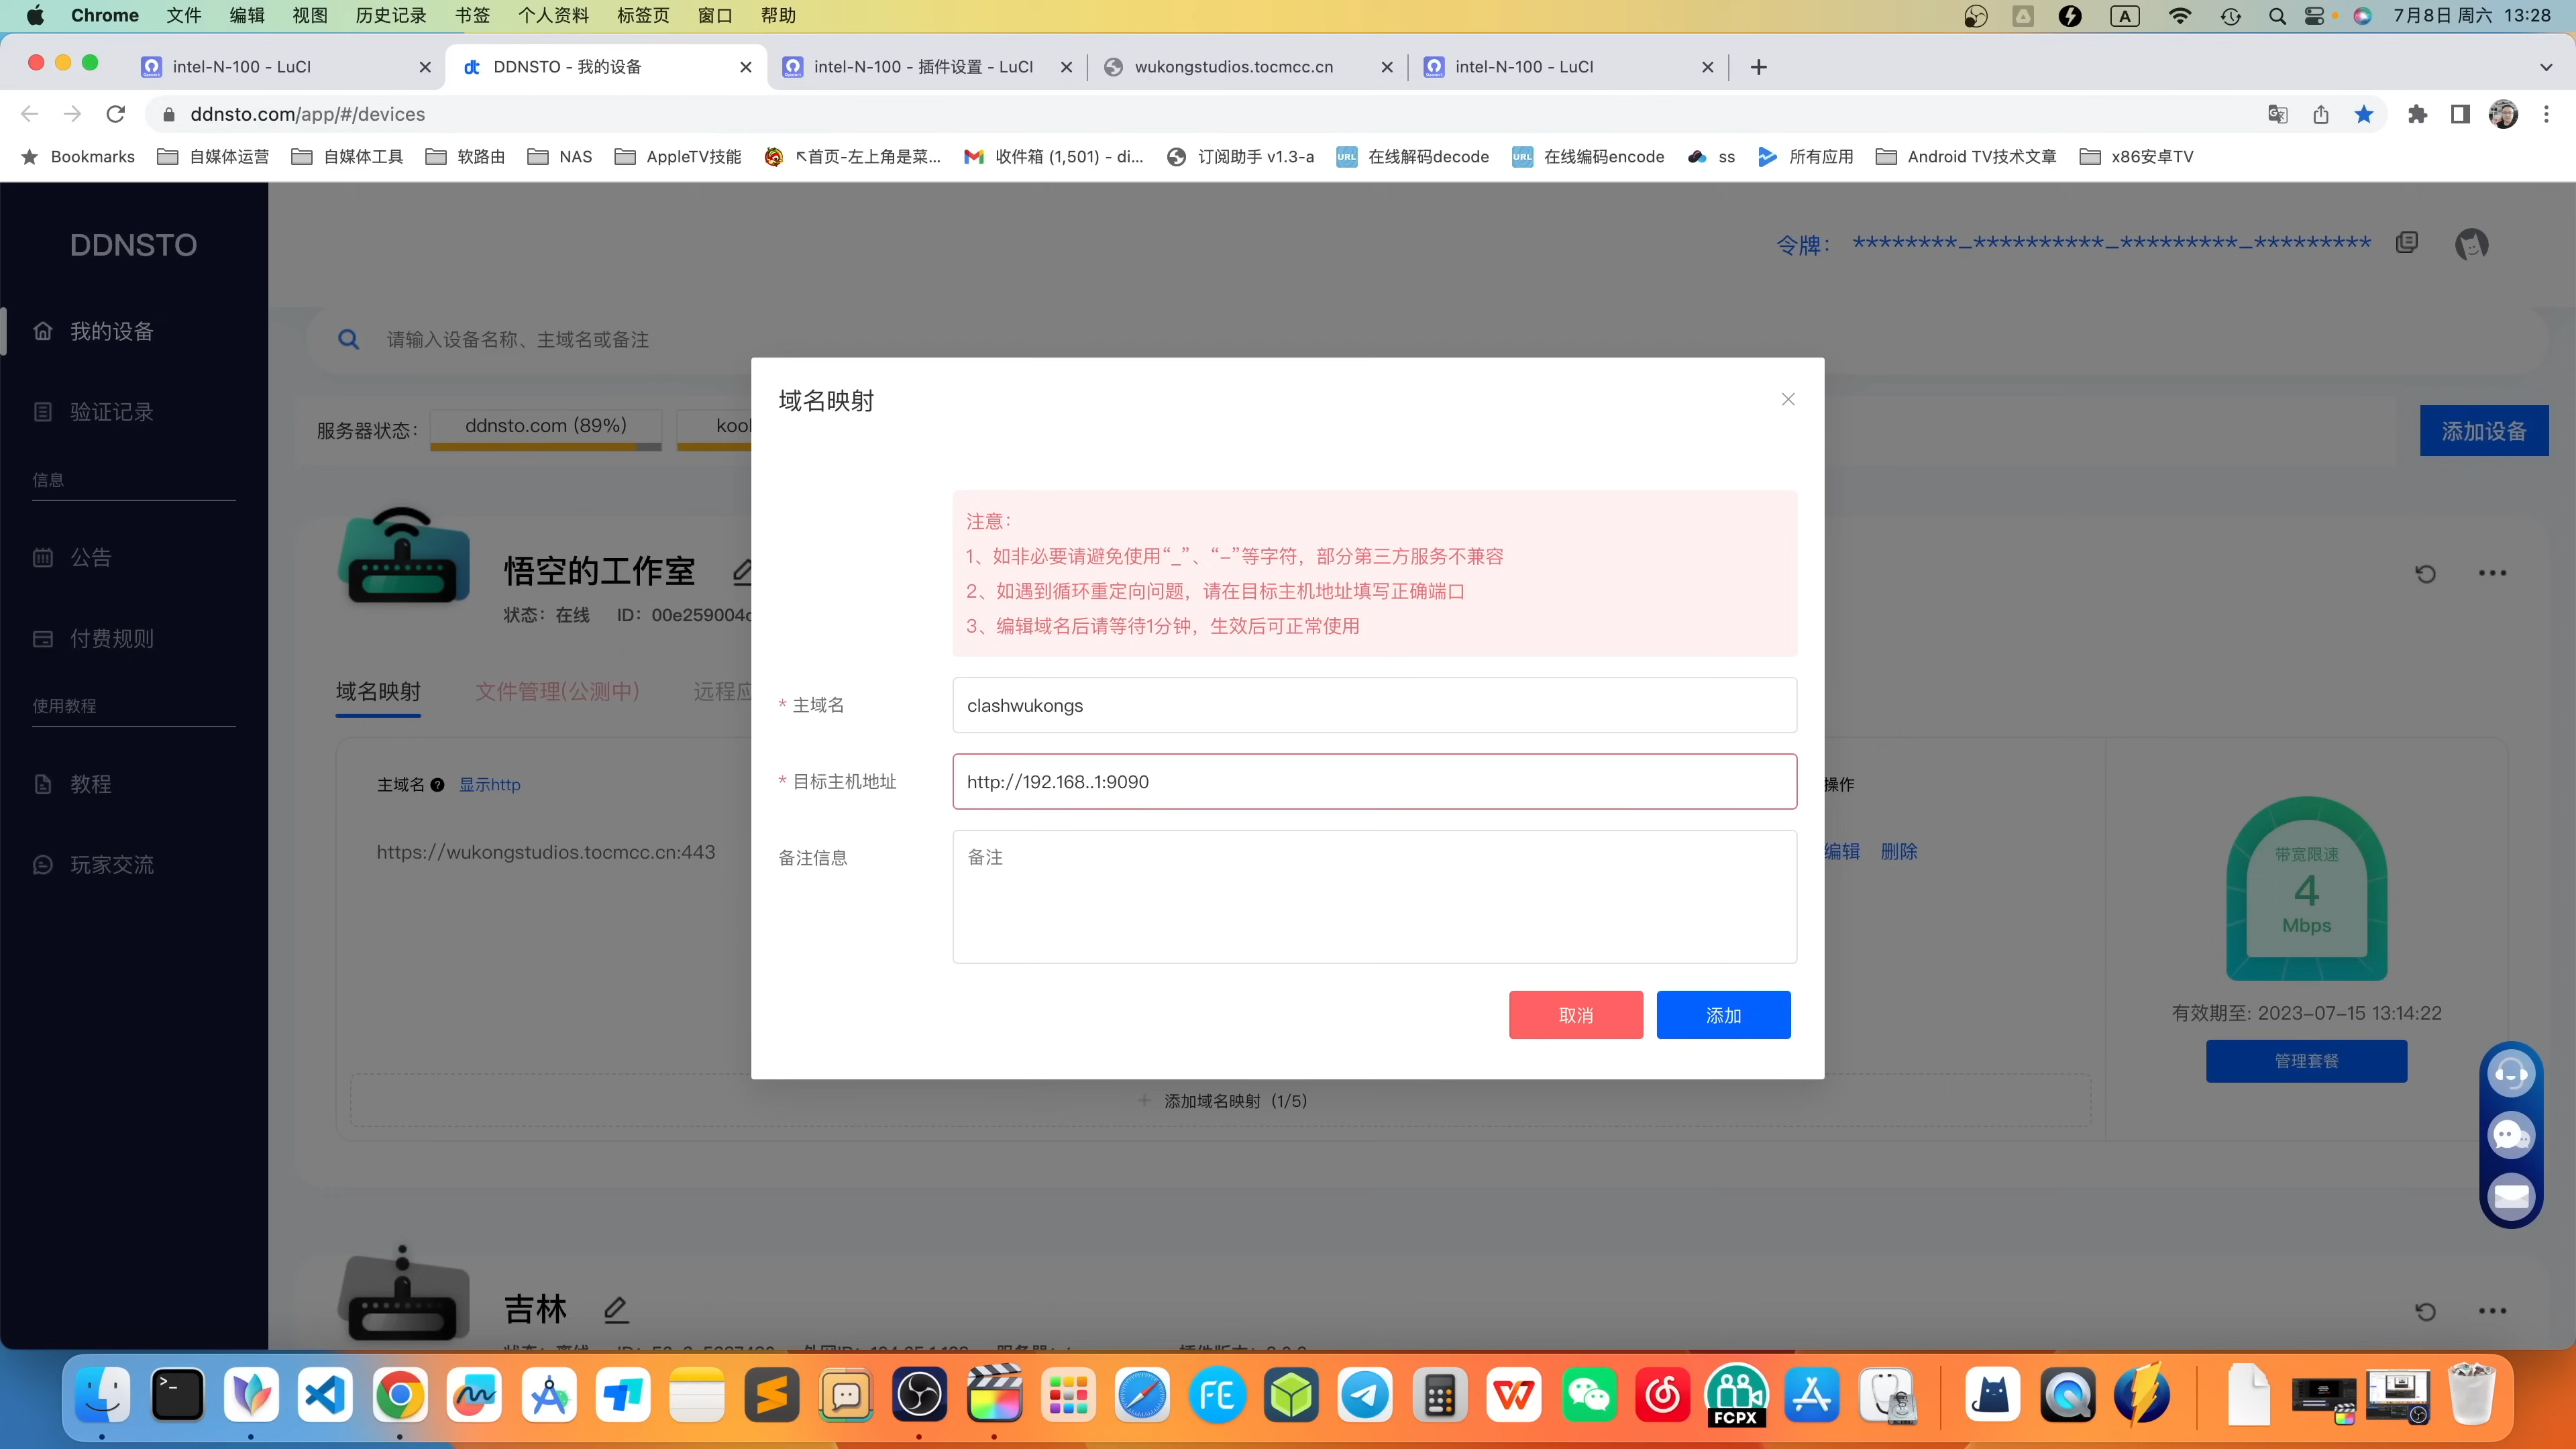 Chrome 文件 编辑 视图 历史记录 书签 个人资料 标签页 窗口 帮助
A 7月8日 周六 13:28
intel-N-100 - LuCI
DDNSTO - 我的设备
intel-N-100 - 插件设置 - LuCI
wukongstudios.tocmcc.cn
intel-N-100 - LuCI
ddnsto.com/app/#/devices
Bookmarks 自媒体运营 自媒体工具 软路由 NAS AppleTV技能 ↖首页-左上角是菜... 收件箱 (1,501) - di... 订阅助手 v1.3-a 在线解码decode 在线编码encode ss 所有应用 Android TV技术文章 x86安卓TV
DDNSTO
令牌： ********_**********_*********_*********
我的设备
请输入设备名称、主域名或备注
域名映射
验证记录
服务器状态：
ddnsto.com (89%)
添加设备
信息
注意：
1、如非必要请避免使用“_”、“–”等字符，部分第三方服务不兼容
2、如遇到循环重定向问题，请在目标主机地址填写正确端口
3、编辑域名后请等待1分钟，生效后可正常使用
公告
悟空的工作室
状态：在线 ID：00e259004
付费规则
域名映射 文件管理(公测中)
使用教程
* 主域名 clashwukongs
教程
主域名 显示http
* 目标主机地址 http://192.168..1:9090
操作
https://wukongstudios.tocmcc.cn:443
备注信息 备注
编辑 删除
玩家交流
带宽限速
4
Mbps
取消 添加
有效期至: 2023–07–15 13:14:22
管理套餐
添加域名映射（1/5）
吉林
FCPX